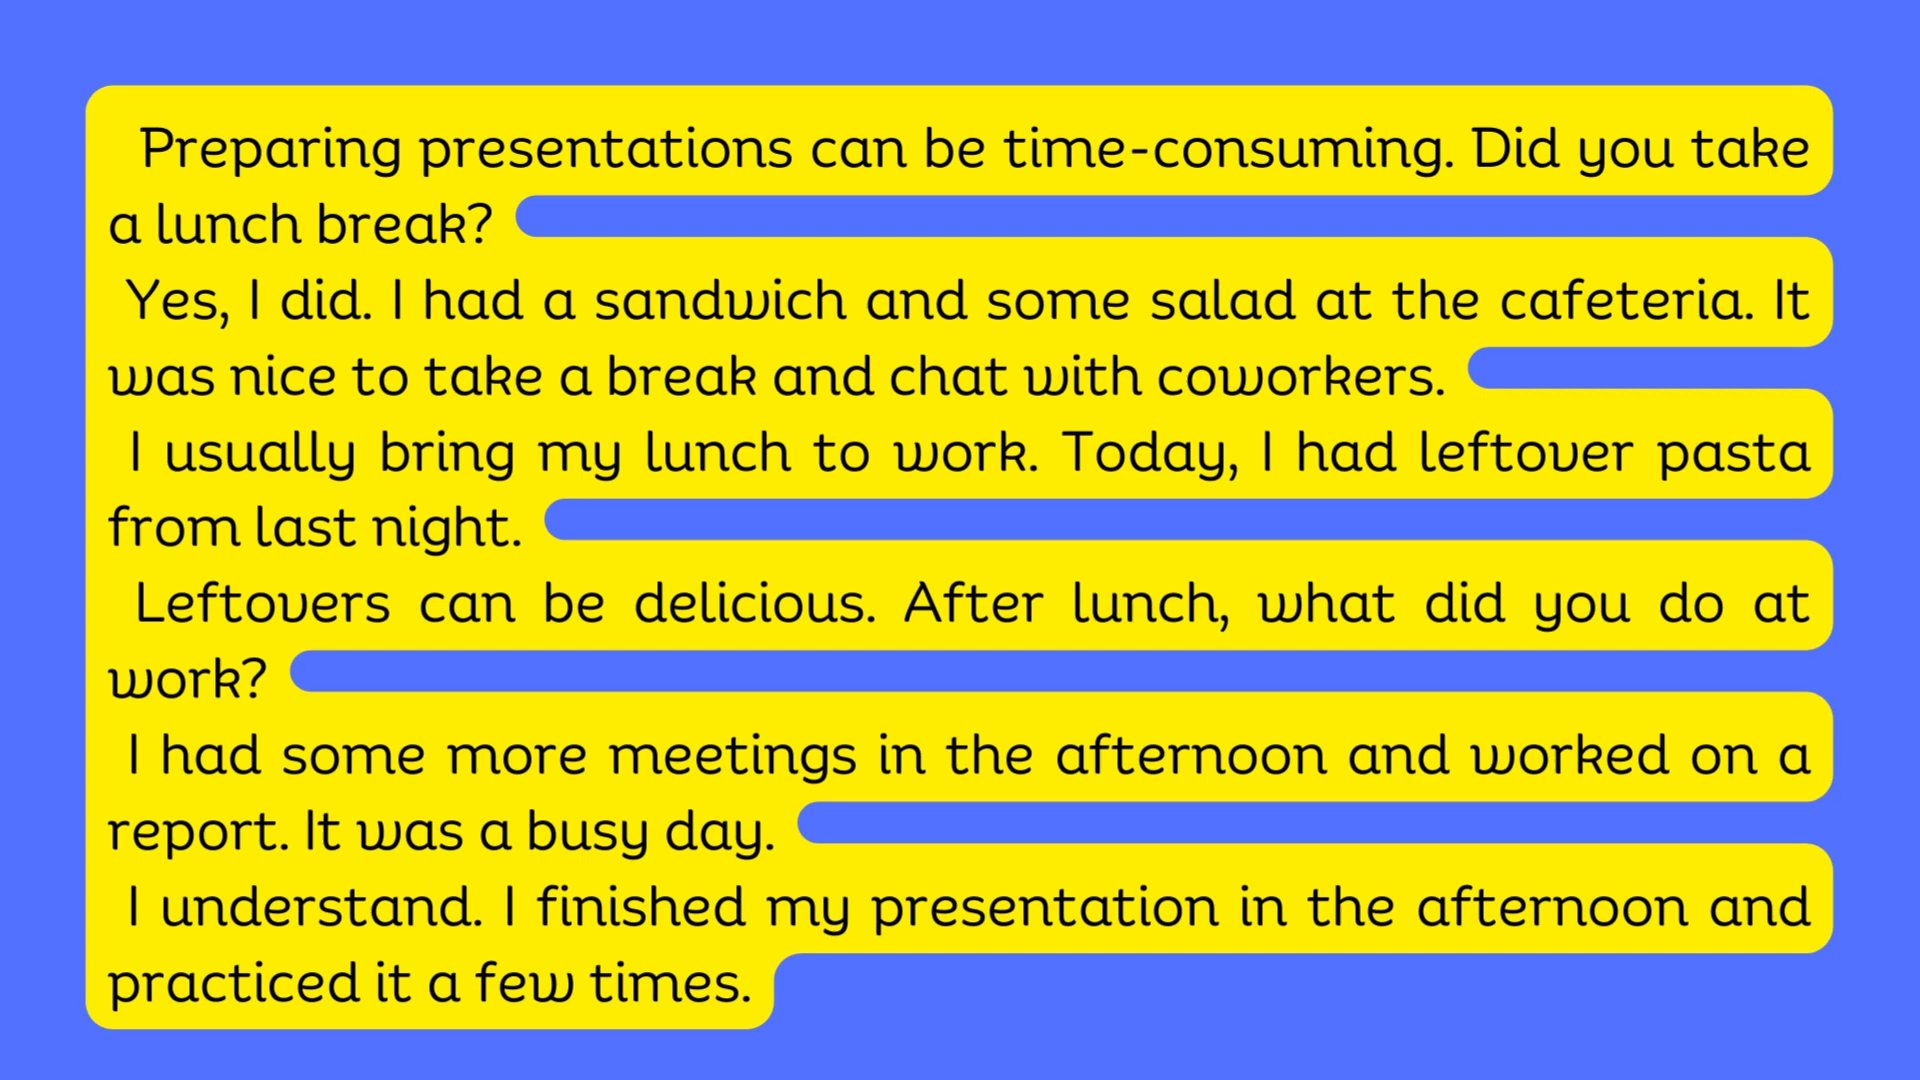 Preparing presentations can be time-consuming. Did you take
a lunch break?
Yes, I did. I had a sandwich and some salad at the cafeteria. It
was nice to take a break and chat with coworkers.
I usually bring my lunch to work. Today, I had leftover pasta
from last night.
Leftovers can be delicious. After lunch, what did you do at
work?
I had some more meetings in the afternoon and worked on a
report. It was a busy day.
I understand. I finished my presentation in the afternoon and
practiced it a few times.